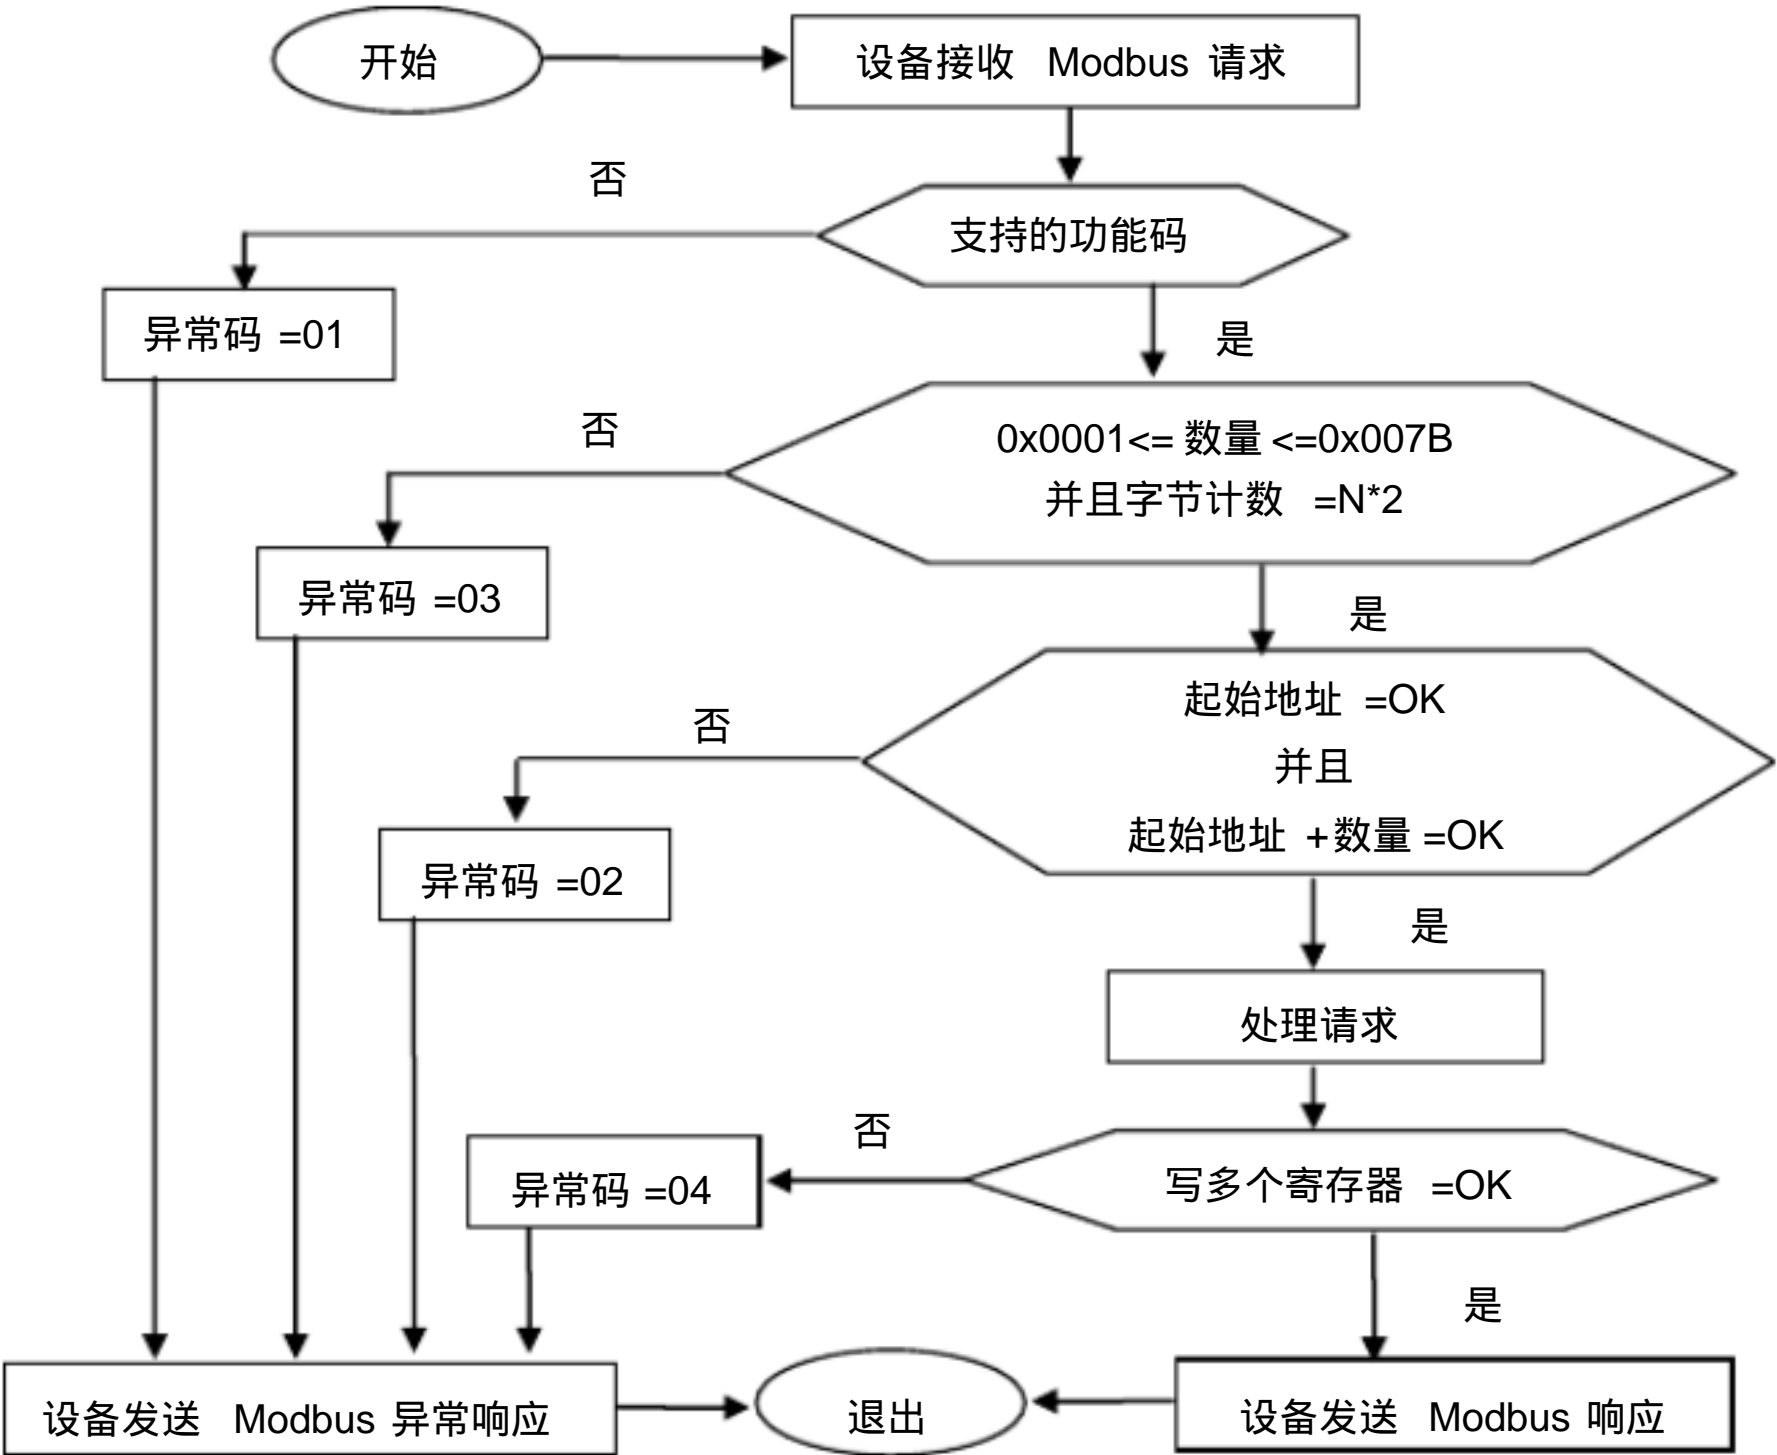 开始
设备接收 Modbus 请求
否
支持的功能码
是
异常码 =01
否
0x0001<= 数量 <=0x007B
并且字节计数 =N*2
异常码 =03
是
起始地址 =OK
否
并且
起始地址 +数量 =OK
异常码 =02
是
处理请求
否
异常码 =04
写多个寄存器 =OK
是
设备发送 Modbus 异常响应
退出
设备发送 Modbus 响应